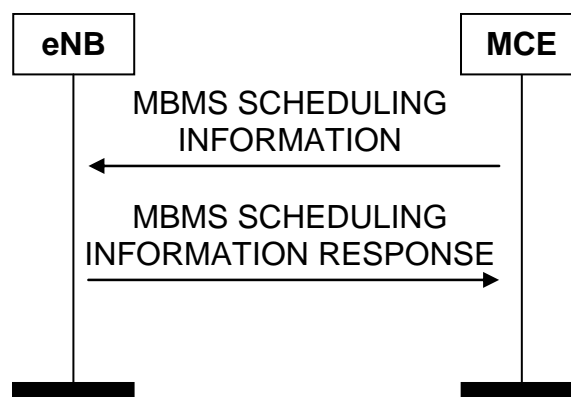 eNB
MCE
MBMS SCHEDULING
INFORMATION
MBMS SCHEDULING
INFORMATION RESPONSE